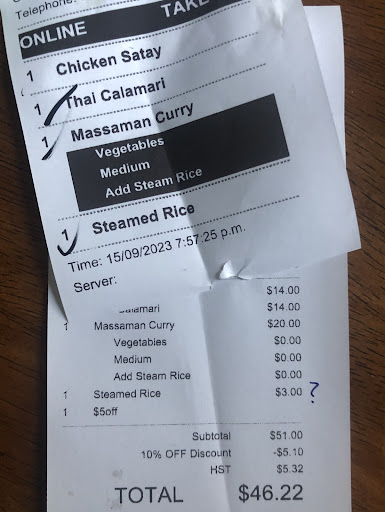 Telephone:
ONLINE TAKE
1 Chicken Satay
1 Thai Calamari
1 Massaman Curry
Vegetables
Medium
Add Steam Rice
1 Steamed Rice
Time: 15/09/2023 7:57:25 p.m.
Server:
$14.00
alamari $14.00
1 Massaman Curry $20.00
Vegetables $0.00
Medium $0.00
Add Steam Rice $0.00
1 Steamed Rice $3.00 ?
1 $5off
Subtotal $51.00
10% OFF Discount -$5.10
HST $5.32
TOTAL $46.22